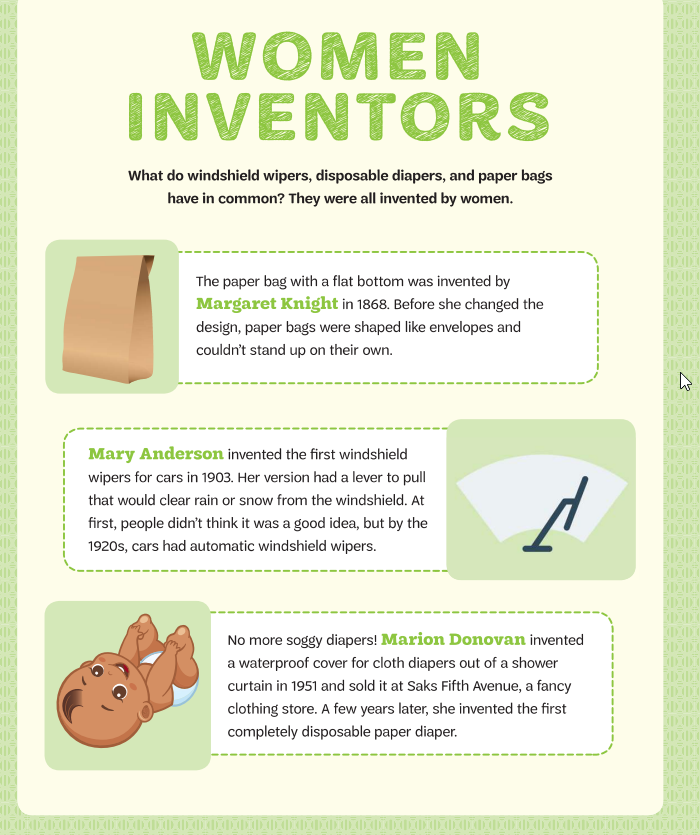 WOMEN
INVENTORS
What do windshield wipers, disposable diapers, and paper bags
have in common? They were all invented by women.
The paper bag with a flat bottom was invented by
Margaret Knight in 1868. Before she changed the
design, paper bags were shaped like envelopes and
couldn’t stand up on their own.
Mary Anderson invented the first windshield
wipers for cars in 1903. Her version had a lever to pull
that would clear rain or snow from the windshield. At
first, people didn’t think it was a good idea, but by the
1920s, cars had automatic windshield wipers.
No more soggy diapers! Marion Donovan invented
a waterproof cover for cloth diapers out of a shower
curtain in 1951 and sold it at Saks Fifth Avenue, a fancy
clothing store. A few years later, she invented the first
completely disposable paper diaper.